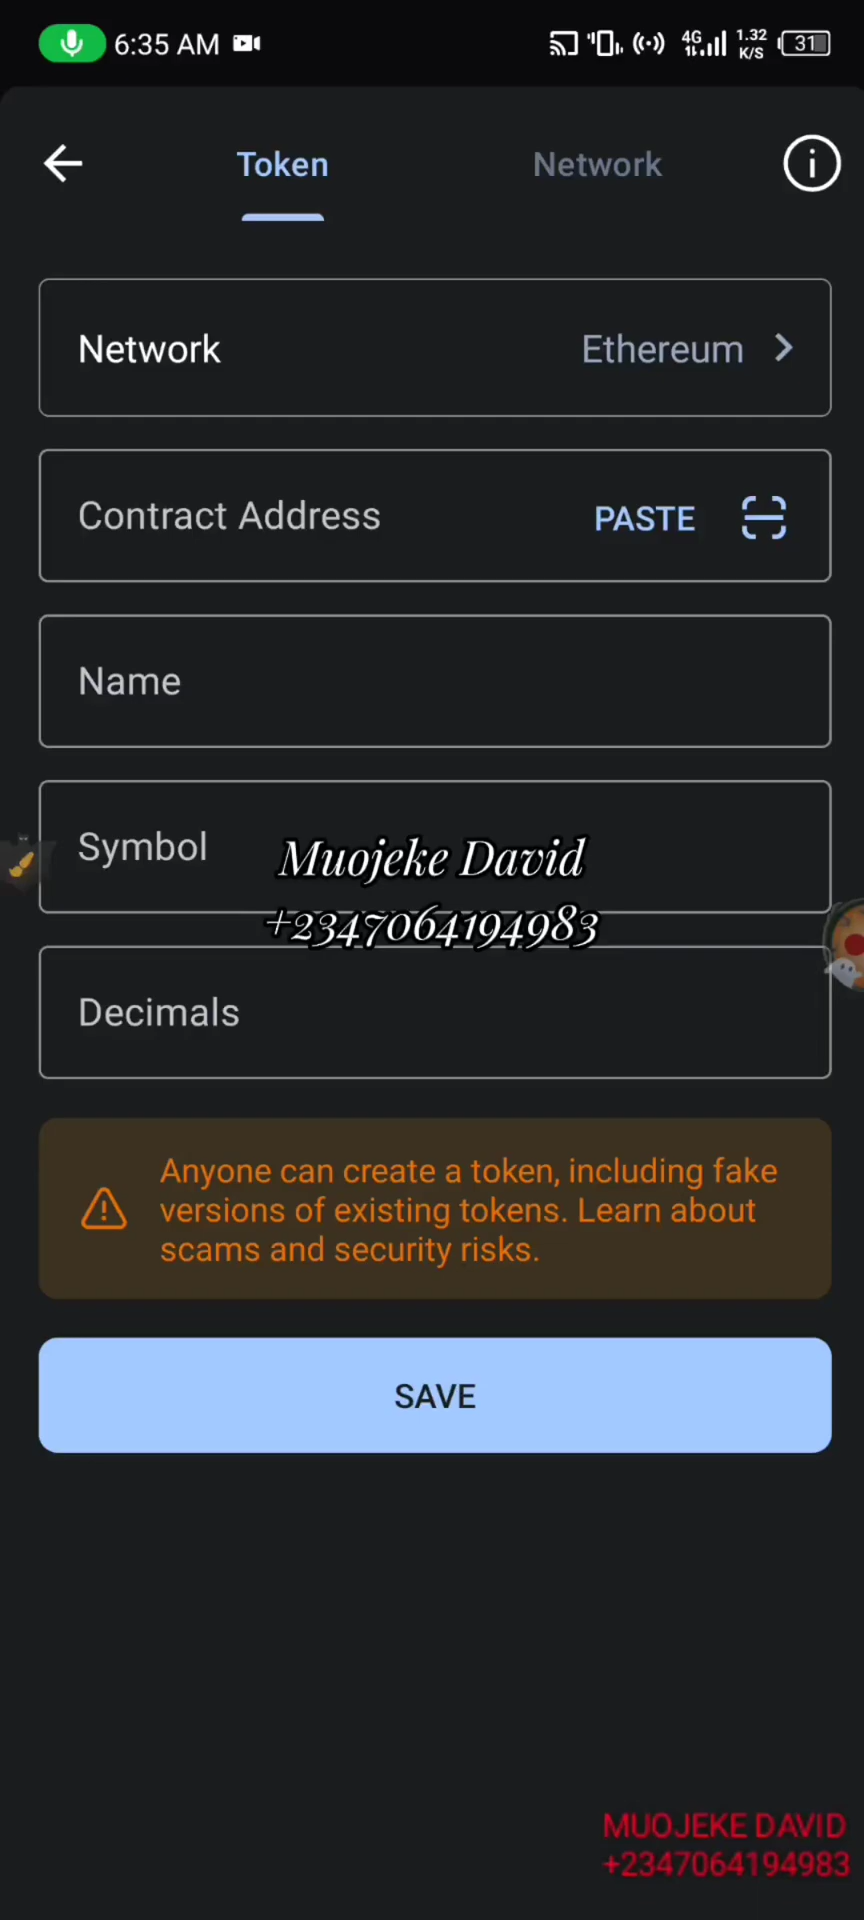 6:35 AM
4G
1.32
K/S
31
Token
Network
Network
Ethereum
Contract Address
PASTE
Name
Symbol
Muojeke David
+2347064194983
Decimals
Anyone can create a token, including fake
versions of existing tokens. Learn about
scams and security risks.
SAVE
MUOJEKE DAVID
+2347064194983